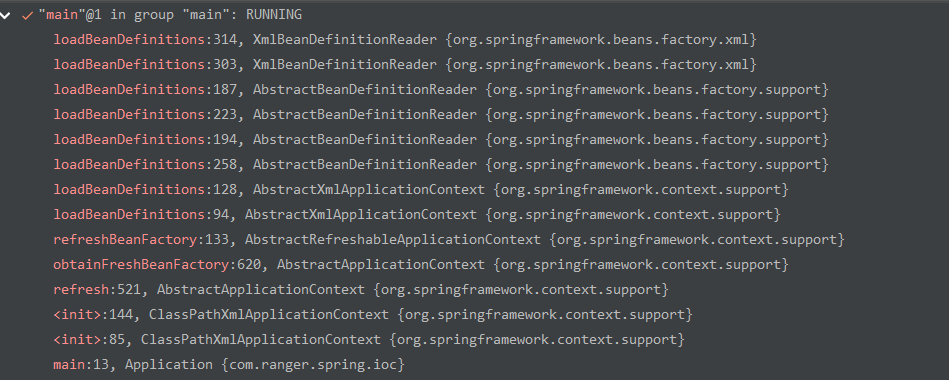 "main"@1 in group "main": RUNNING
loadBeanDefinitions:314, XmlBeanDefinitionReader {org.springframework.beans.factory.xml}
loadBeanDefinitions:303, XmlBeanDefinitionReader {org.springframework.beans.factory.xml}
loadBeanDefinitions:187, AbstractBeanDefinitionReader {org.springframework.beans.factory.support}
loadBeanDefinitions:223, AbstractBeanDefinitionReader {org.springframework.beans.factory.support}
loadBeanDefinitions:194, AbstractBeanDefinitionReader {org.springframework.beans.factory.support}
loadBeanDefinitions:258, AbstractBeanDefinitionReader {org.springframework.beans.factory.support}
loadBeanDefinitions:128, AbstractXmlApplicationContext {org.springframework.context.support}
loadBeanDefinitions:94, AbstractXmlApplicationContext {org.springframework.context.support}
refreshBeanFactory:133, AbstractRefreshableApplicationContext {org.springframework.context.support}
obtainFreshBeanFactory:620, AbstractApplicationContext {org.springframework.context.support}
refresh:521, AbstractApplicationContext {org.springframework.context.support}
<init>:144, ClassPathXmlApplicationContext {org.springframework.context.support}
<init>:85, ClassPathXmlApplicationContext {org.springframework.context.support}
main:13, Application {com.ranger.spring.ioc}